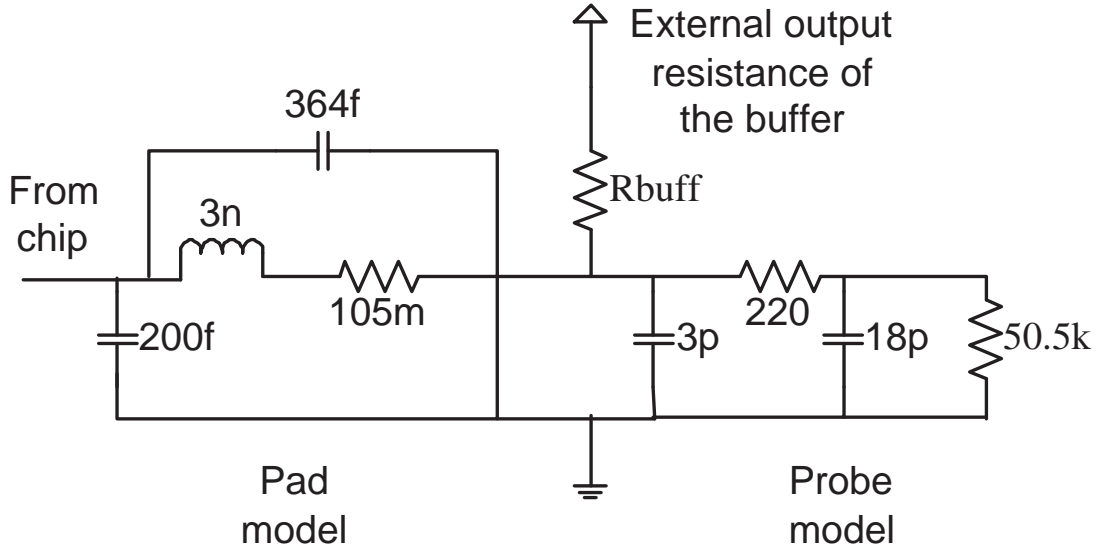 External output
resistance of
the buffer
364f
From
chip
3n
Rbuff
105m
220
200f
3p
18p
50.5k
Pad
model
Probe
model